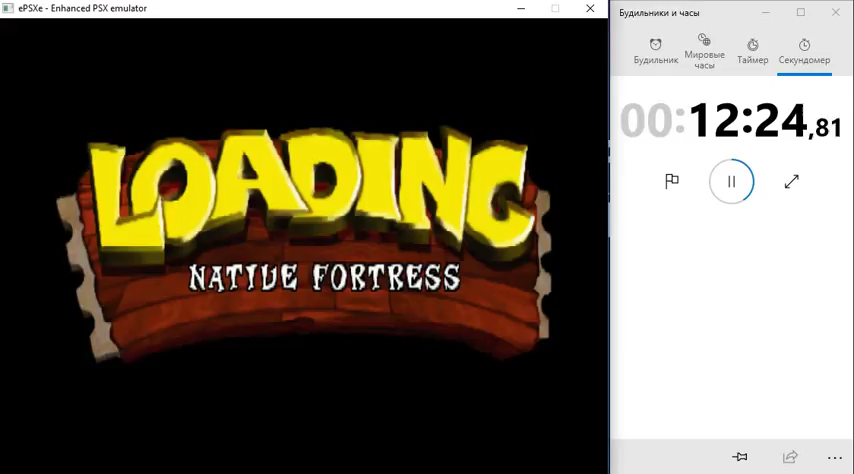 ePSXe - Enhanced PSX emulator
LOADING
NATIVE FORTRESS
Будильники и часы
Будильник
Мировые
часы
Таймер
Секундомер
00:12:24,81